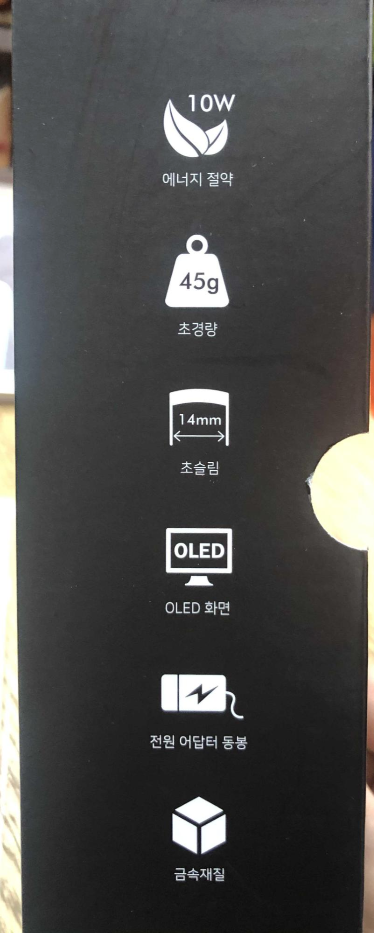 10W
에너지 절약
45g
초경량
14mm
초슬림
OLED
OLED 화면
전원 어답터 동봉
금속재질